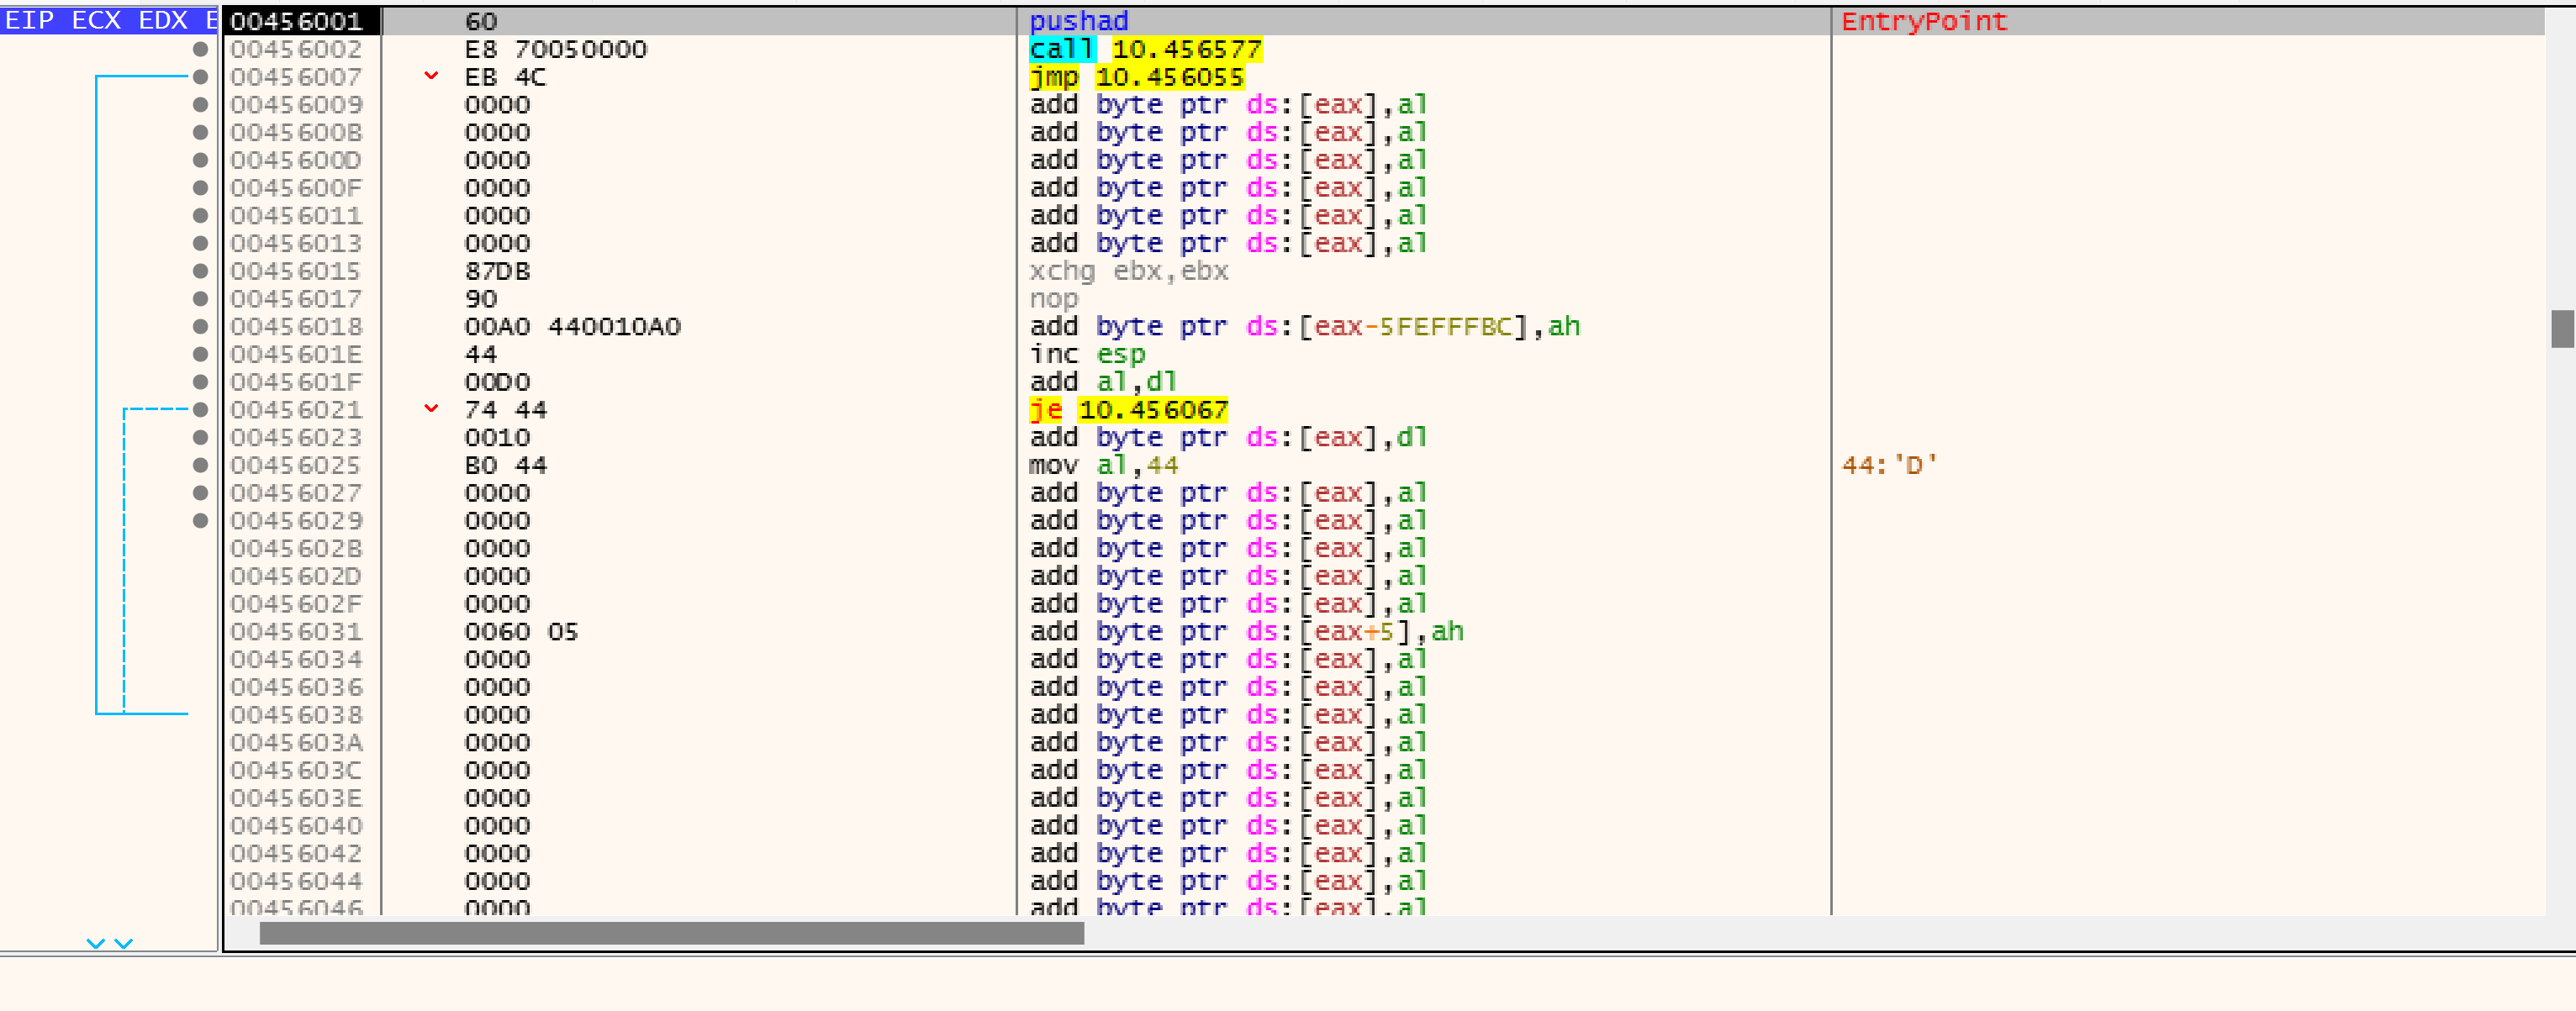 EIP ECX EDX E 00456001 60 pushad EntryPoint
00456002 E8 70050000 call 10.456577
00456007 EB 4C jmp 10.456055
00456009 0000 add byte ptr ds:[eax],al
0045600B 0000 add byte ptr ds:[eax],al
0045600D 0000 add byte ptr ds:[eax],al
0045600F 0000 add byte ptr ds:[eax],al
00456011 0000 add byte ptr ds:[eax],al
00456013 0000 add byte ptr ds:[eax],al
00456015 87DB xchg ebx,ebx
00456017 90 nop
00456018 00A0 440010A0 add byte ptr ds:[eax-5FEFFFBC],ah
0045601E 44 inc esp
0045601F 00D0 add al,dl
00456021 74 44 je 10.456067
00456023 0010 add byte ptr ds:[eax],dl
00456025 B0 44 mov al,44 44:'D'
00456027 0000 add byte ptr ds:[eax],al
00456029 0000 add byte ptr ds:[eax],al
0045602B 0000 add byte ptr ds:[eax],al
0045602D 0000 add byte ptr ds:[eax],al
0045602F 0000 add byte ptr ds:[eax],al
00456031 0060 05 add byte ptr ds:[eax+5],ah
00456034 0000 add byte ptr ds:[eax],al
00456036 0000 add byte ptr ds:[eax],al
00456038 0000 add byte ptr ds:[eax],al
0045603A 0000 add byte ptr ds:[eax],al
0045603C 0000 add byte ptr ds:[eax],al
0045603E 0000 add byte ptr ds:[eax],al
00456040 0000 add byte ptr ds:[eax],al
00456042 0000 add byte ptr ds:[eax],al
00456044 0000 add byte ptr ds:[eax],al
00456046 0000 add byte ptr ds:[eax],al